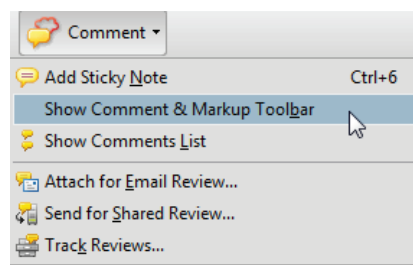 Comment
Add Sticky Note Ctrl+6
Show Comment & Markup Toolbar
Show Comments List
Attach for Email Review...
Send for Shared Review...
Track Reviews...